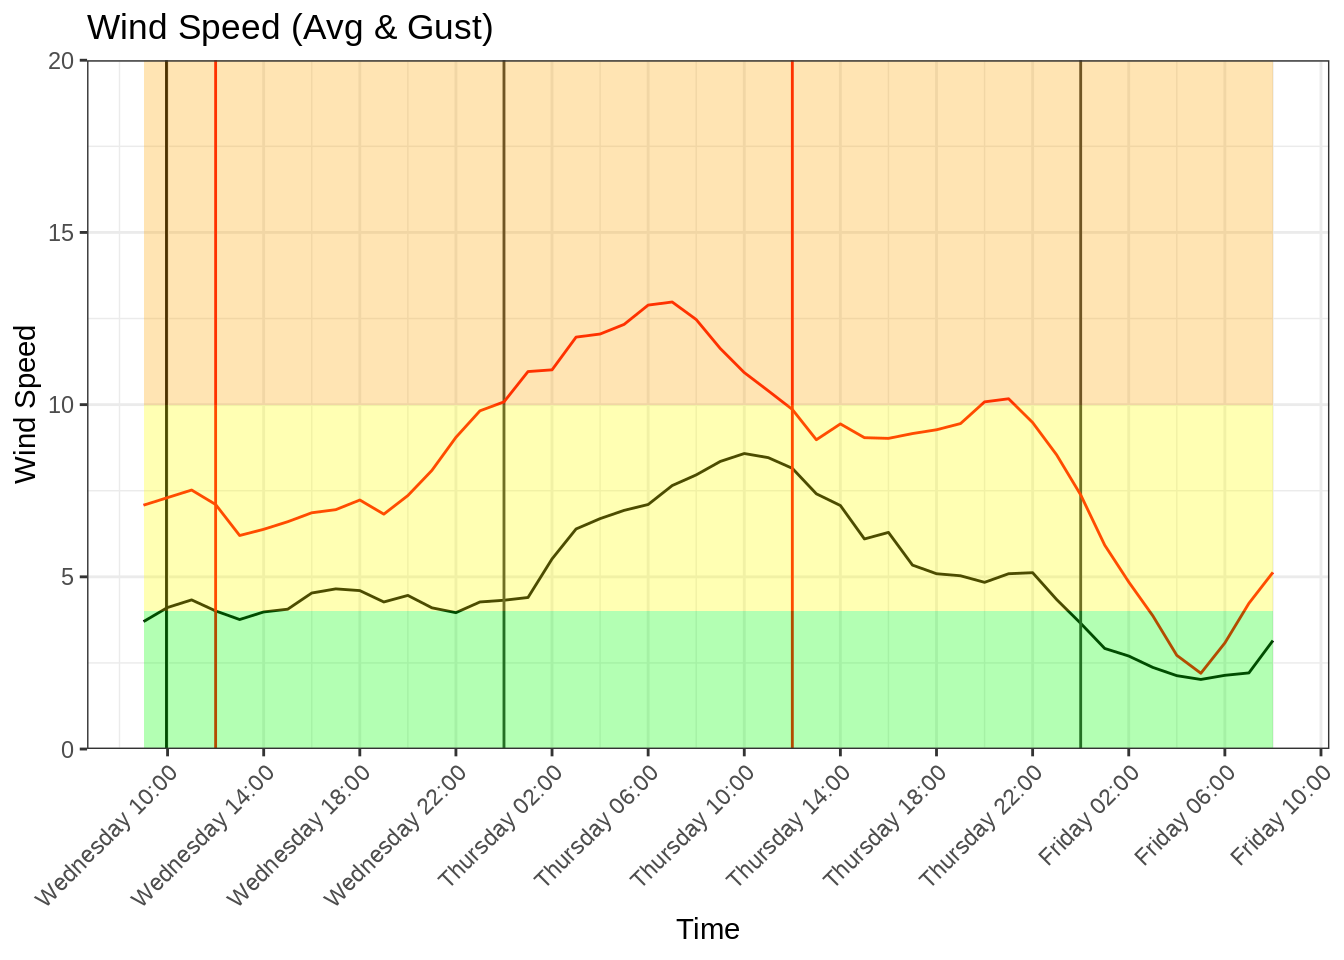 Wind Speed (Avg & Gust)
20
15
10
5
0
Wind Speed
Wednesday 10:00
Wednesday 14:00
Wednesday 18:00
Wednesday 22:00
Thursday 02:00
Thursday 06:00
Thursday 10:00
Thursday 14:00
Thursday 18:00
Thursday 22:00
Friday 02:00
Friday 06:00
Friday 10:00
Time